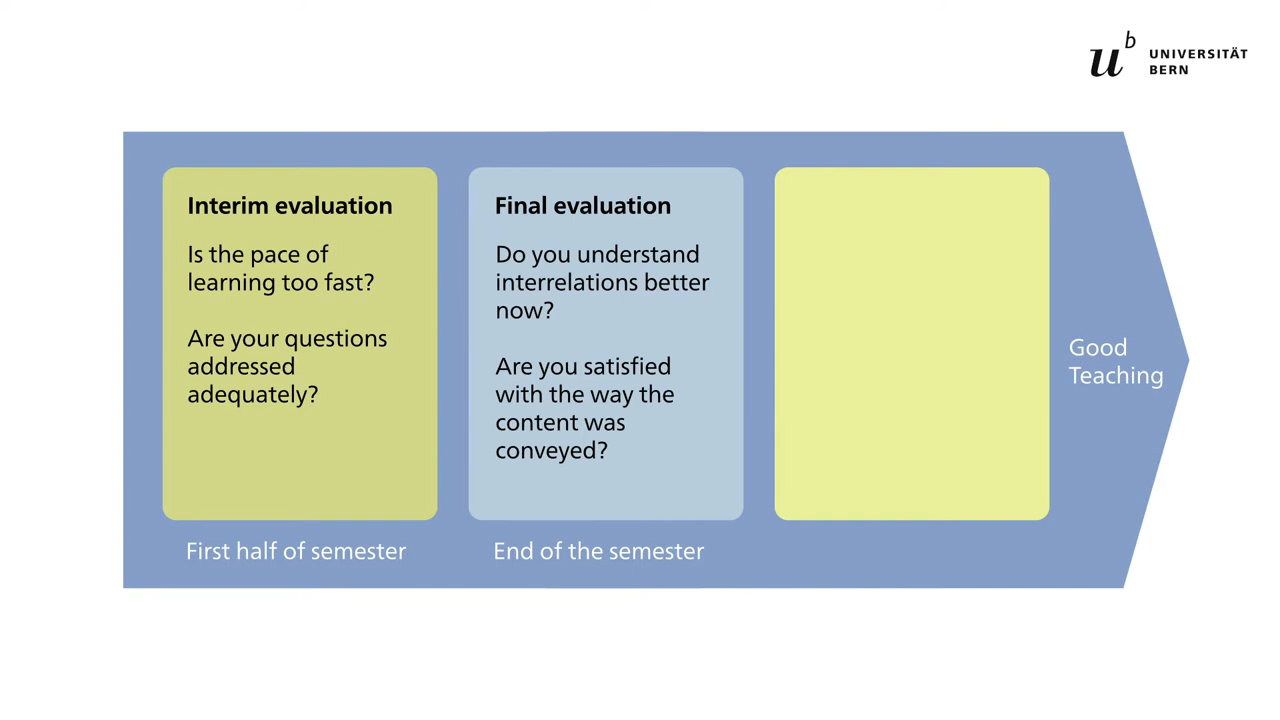 u b
UNIVERSITÄT
BERN
Interim evaluation
Is the pace of
learning too fast?
Are your questions
addressed
adequately?
First half of semester
Final evaluation
Do you understand
interrelations better
now?
Are you satisfied
with the way the
content was
conveyed?
End of the semester
Good
Teaching